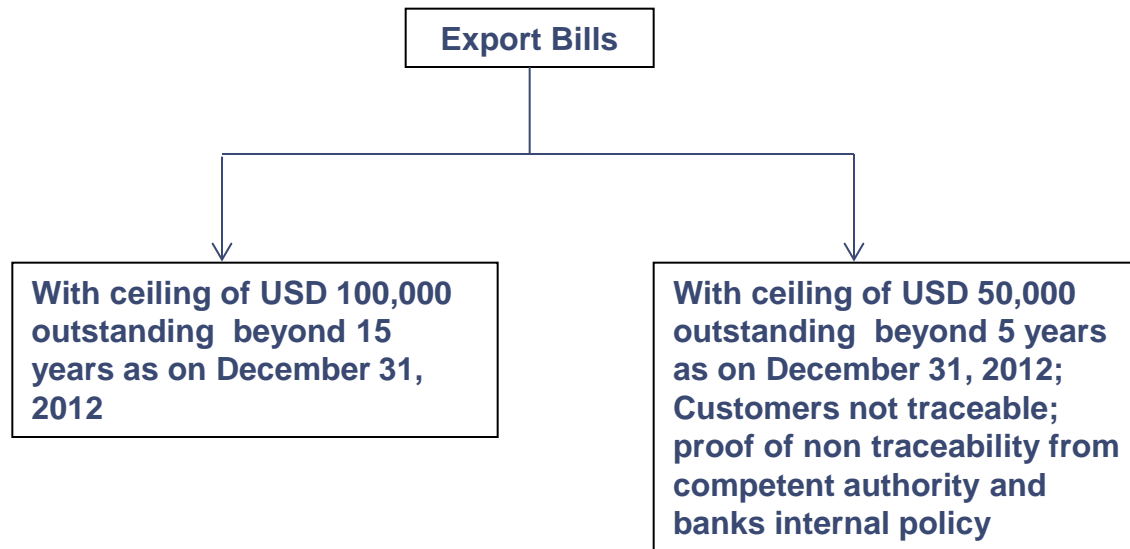 Export Bills
With ceiling of USD 100,000
outstanding beyond 15
years as on December 31,
2012
With ceiling of USD 50,000
outstanding beyond 5 years
as on December 31, 2012;
Customers not traceable;
proof of non traceability from
competent authority and
banks internal policy